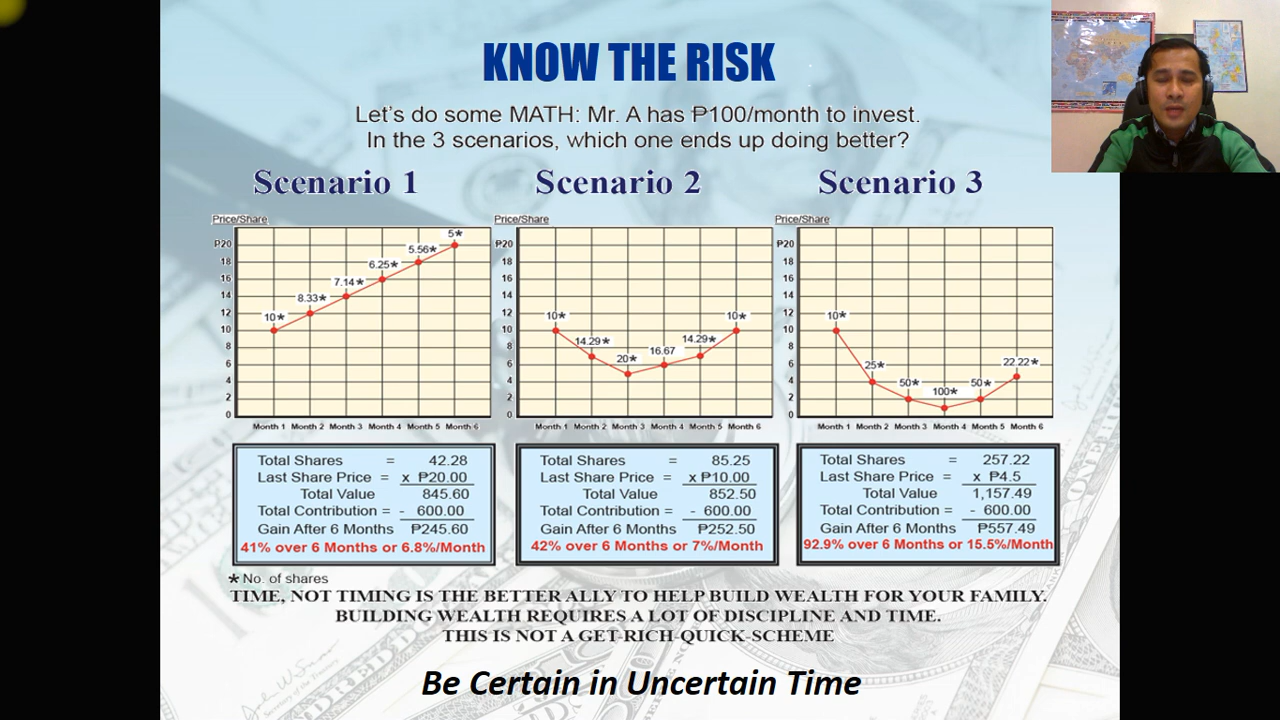 KNOW THE RISK
Let's do some MATH: Mr. A has ₱100/month to invest.
In the 3 scenarios, which one ends up doing better?
Scenario 1
Price/Share
₱20
18
16
14
12
10
8
6
4
2
0
10*
8.33*
7.14*
6.25*
5.56*
5*
Month 1 Month 2 Month 3 Month 4 Month 5 Month 6
Total Shares = 42.28
Last Share Price = x ₱20.00
Total Value 845.60
Total Contribution = - 600.00
Gain After 6 Months ₱245.60
41% over 6 Months or 6.8%/Month
Scenario 2
Price/Share
₱20
18
16
14
12
10
8
6
4
2
0
10*
14.29*
20*
16.67
14.29*
10*
Month 1 Month 2 Month 3 Month 4 Month 5 Month 6
Total Shares = 85.25
Last Share Price = x ₱10.00
Total Value 852.50
Total Contribution = - 600.00
Gain After 6 Months ₱252.50
42% over 6 Months or 7%/Month
Scenario 3
Price/Share
₱20
18
16
14
12
10
8
6
4
2
0
10*
25*
50*
100*
50*
22.22*
Month 1 Month 2 Month 3 Month 4 Month 5 Month 6
Total Shares = 257.22
Last Share Price = x ₱4.5
Total Value 1,157.49
Total Contribution = - 600.00
Gain After 6 Months ₱557.49
92.9% over 6 Months or 15.5%/Month
* No. of shares
TIME, NOT TIMING IS THE BETTER ALLY TO HELP BUILD WEALTH FOR YOUR FAMILY.
BUILDING WEALTH REQUIRES A LOT OF DISCIPLINE AND TIME.
THIS IS NOT A GET-RICH-QUICK-SCHEME
Be Certain in Uncertain Time